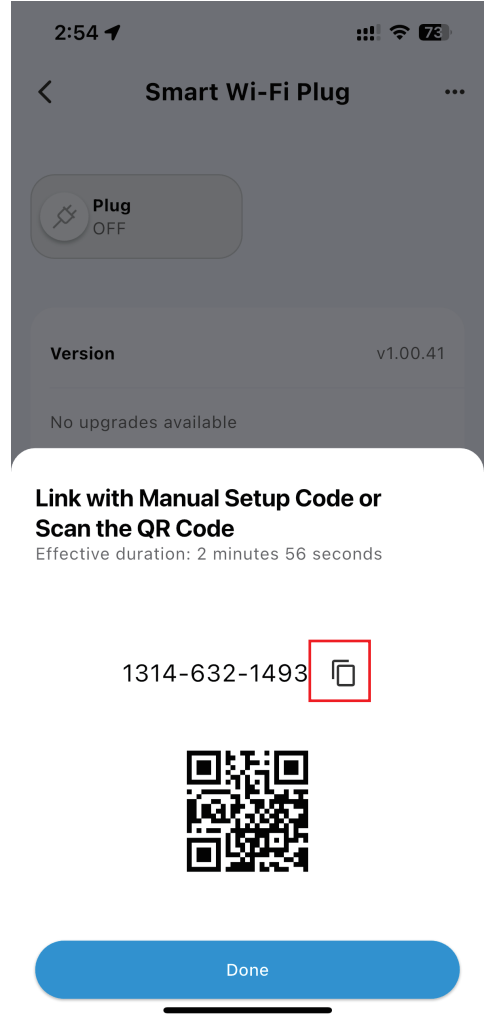 2:54
73
Smart Wi-Fi Plug
Plug
OFF
Version
v1.00.41
No upgrades available
Link with Manual Setup Code or
Scan the QR Code
Effective duration: 2 minutes 56 seconds
1314-632-1493
Done